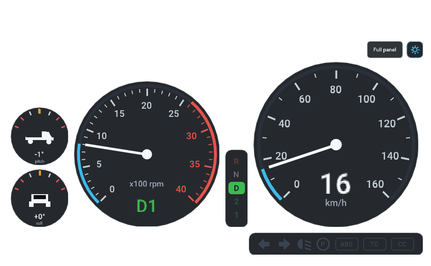 Full panel
80
60
100
40
120
20
140
16
0
160
km/h
20
15
25
10
30
5
35
x100 rpm
0
40
D1
-1°
pitch
+0°
roll
R
N
D
2
1
P
ABS
TC
CC